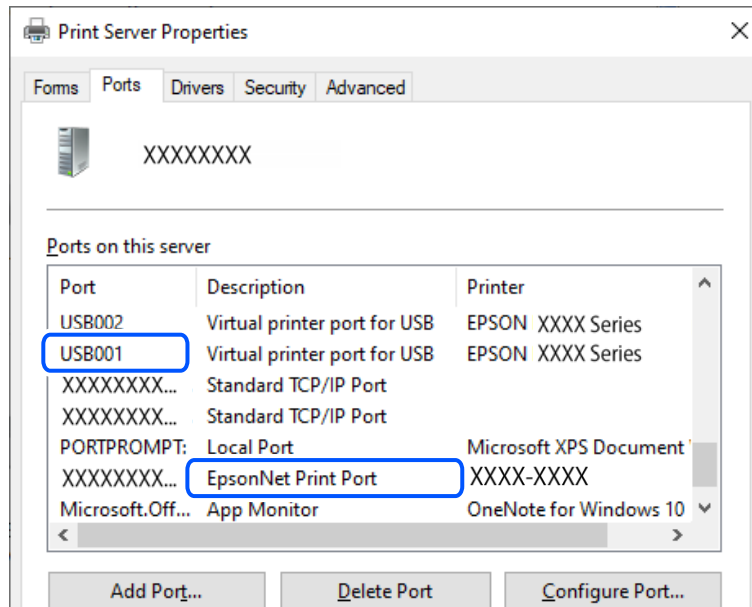 Print Server Properties
Forms Ports Drivers Security Advanced
XXXXXXXX
Ports on this server
Port Description Printer
USB002 Virtual printer port for USB EPSON XXXX Series
USB001 Virtual printer port for USB EPSON XXXX Series
XXXXXXXX... Standard TCP/IP Port
XXXXXXXX... Standard TCP/IP Port
PORTPROMPT: Local Port Microsoft XPS Document
XXXXXXXX... EpsonNet Print Port XXXX-XXXX
Microsoft.Off... App Monitor OneNote for Windows 10
Add Port... Delete Port Configure Port...